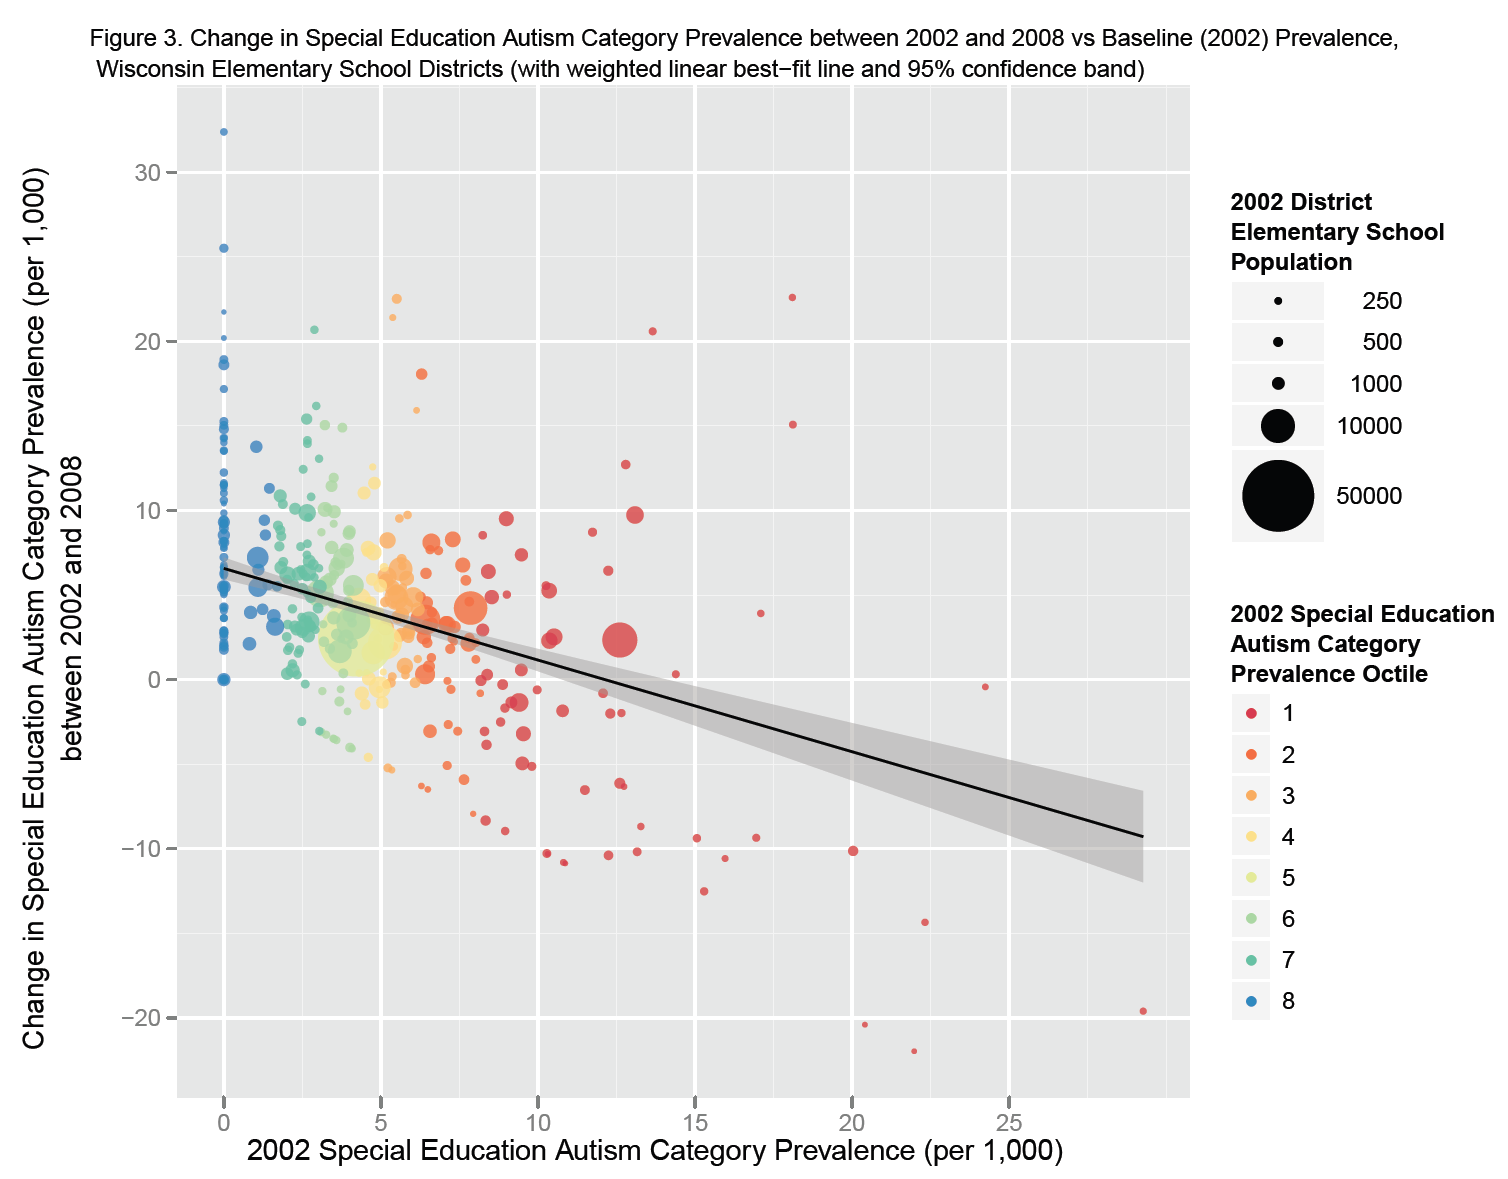 Figure 3. Change in Special Education Autism Category Prevalence between 2002 and 2008 vs Baseline (2002) Prevalence,
Wisconsin Elementary School Districts (with weighted linear best−fit line and 95% confidence band)
Change in Special Education Autism Category Prevalence (per 1,000)
between 2002 and 2008
30
20
10
0
−10
−20
0
5
10
15
20
25
2002 Special Education Autism Category Prevalence (per 1,000)
2002 District
Elementary School
Population
250
500
1000
10000
50000
2002 Special Education
Autism Category
Prevalence Octile
1
2
3
4
5
6
7
8